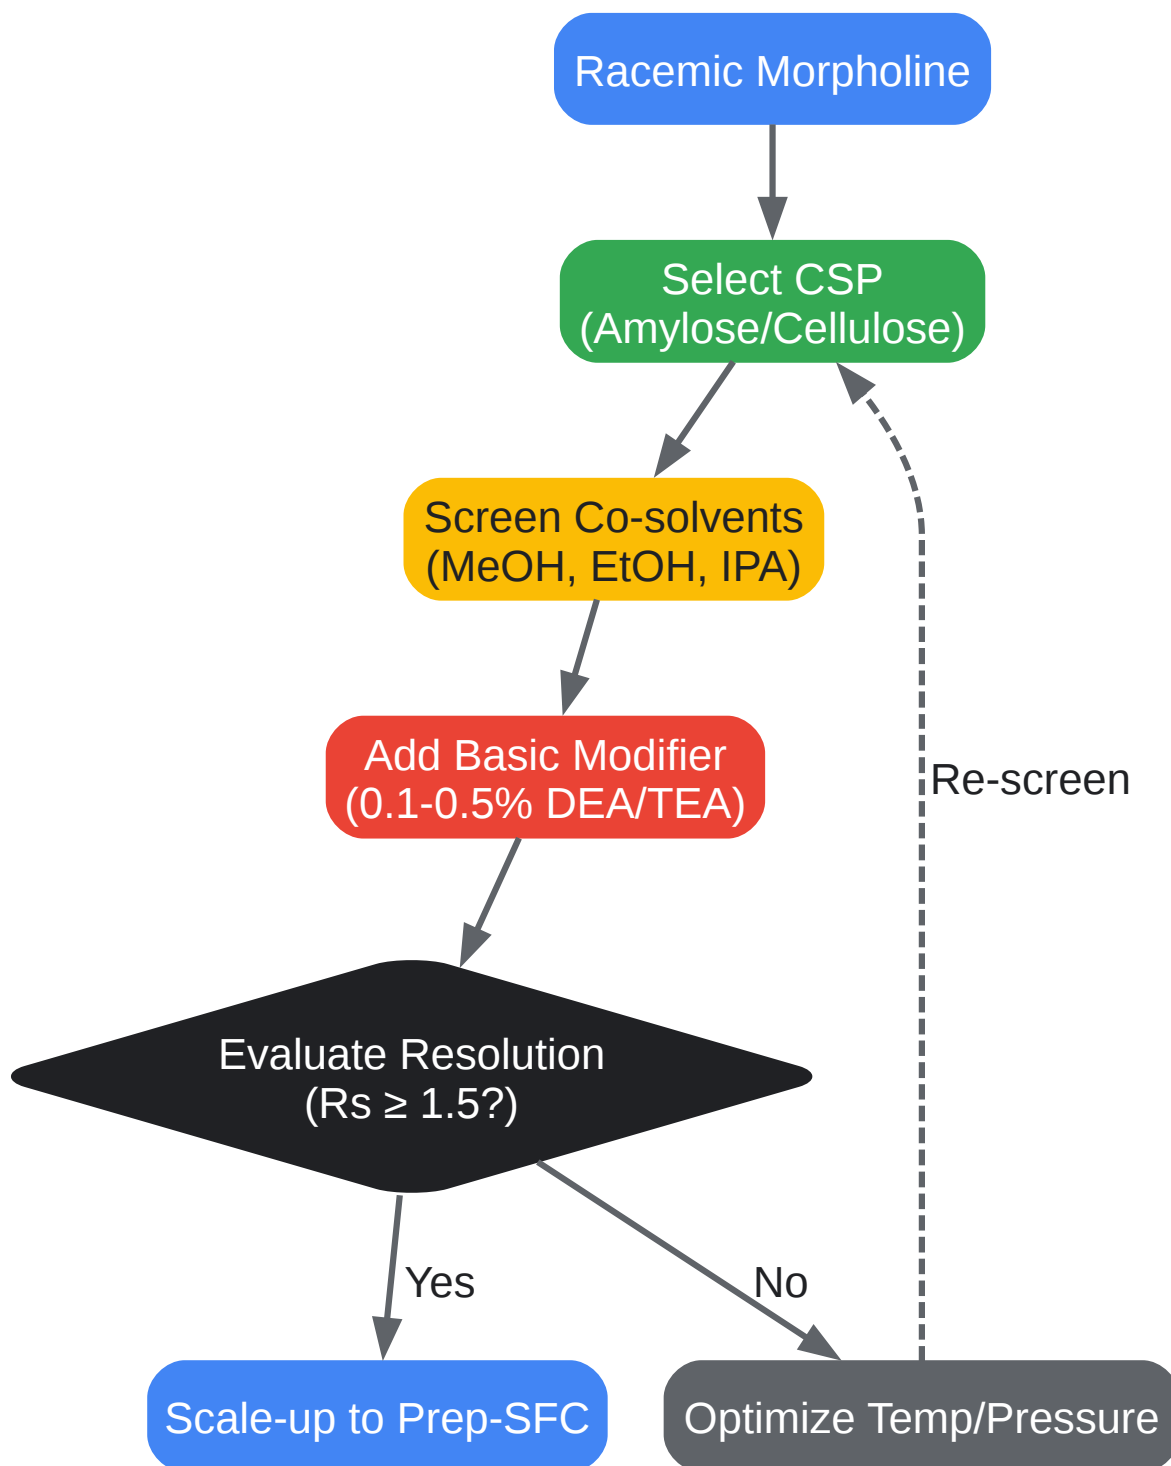 Racemic Morpholine
Select CSP
(Amylose/Cellulose)
Screen Co-solvents
(MeOH, EtOH, IPA)
Add Basic Modifier
(0.1-0.5% DEA/TEA)
Re-screen
Evaluate Resolution
(Rs ≥ 1.5?)
Yes
No
Scale-up to Prep-SFC
Optimize Temp/Pressure